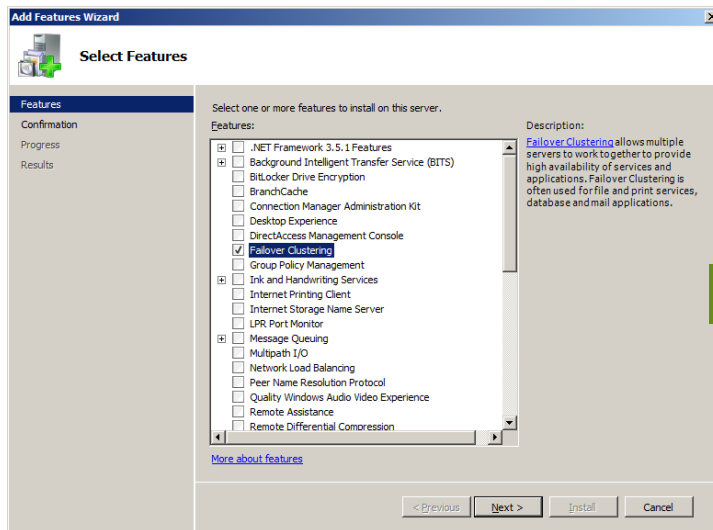 Add Features Wizard
Select Features
Features
Confirmation
Progress
Results
Select one or more features to install on this server.
Features:
.NET Framework 3.5.1 Features
Background Intelligent Transfer Service (BITS)
BitLocker Drive Encryption
BranchCache
Connection Manager Administration Kit
Desktop Experience
DirectAccess Management Console
Failover Clustering
Group Policy Management
Ink and Handwriting Services
Internet Printing Client
Internet Storage Name Server
LPR Port Monitor
Message Queuing
Multipath I/O
Network Load Balancing
Peer Name Resolution Protocol
Quality Windows Audio Video Experience
Remote Assistance
Remote Differential Compression
More about features
Description:
Failover Clustering allows multiple
servers to work together to provide
high availability of services and
applications. Failover Clustering is
often used for file and print services,
database and mail applications.
< Previous
Next >
Install
Cancel